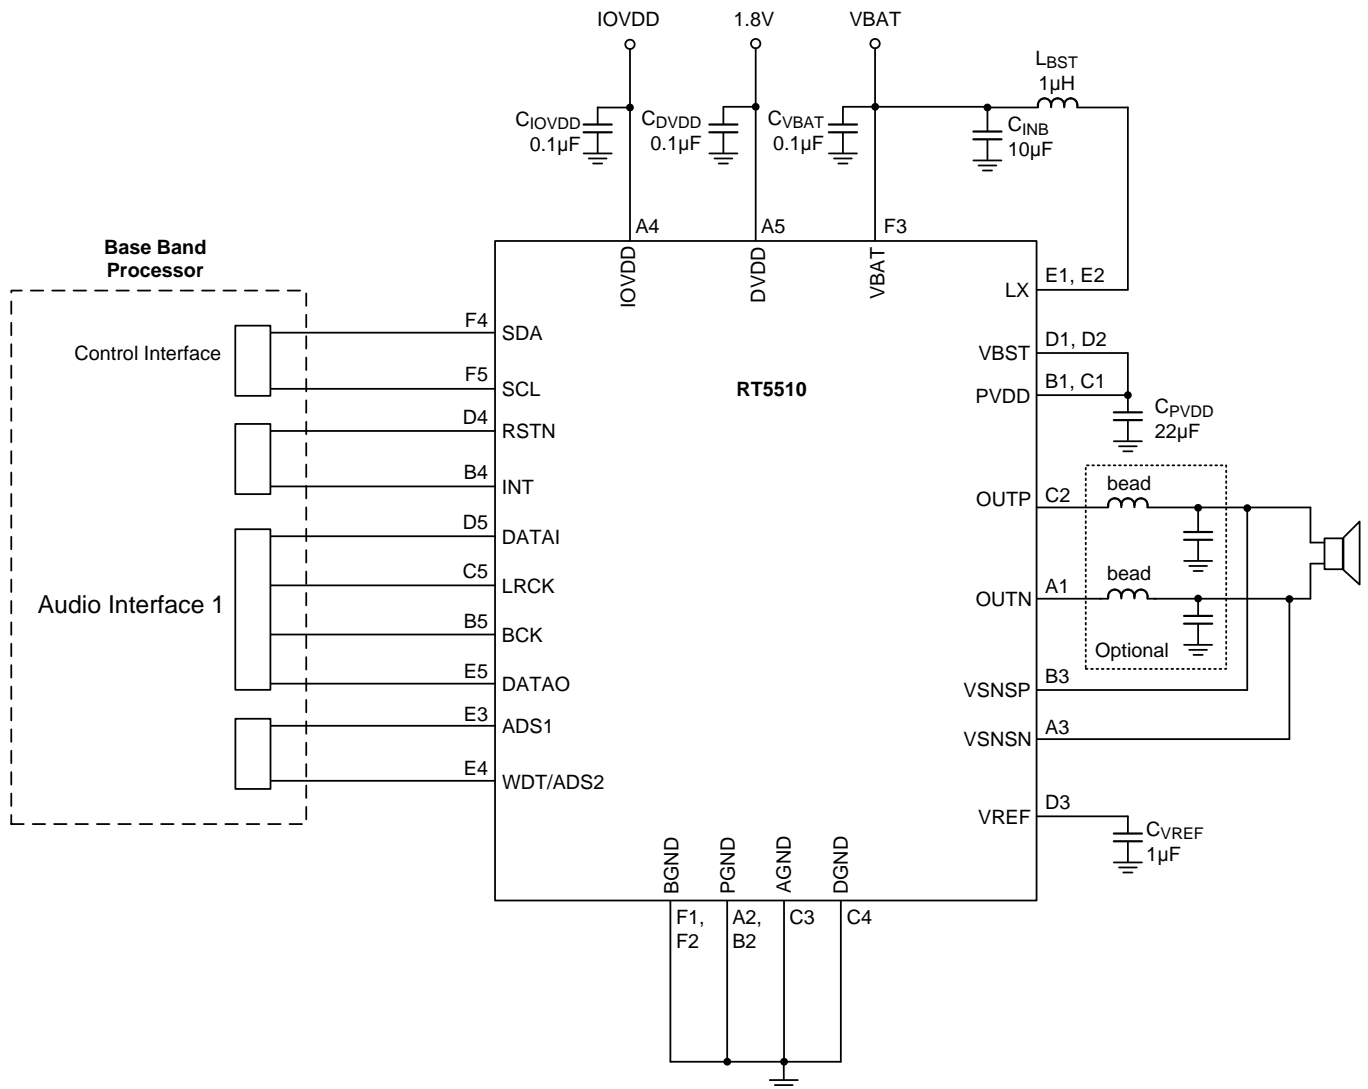 IOVDD
1.8V
VBAT
LBST
1µH
CIOVDD
0.1µF
CDVDD
0.1µF
CVBAT
0.1µF
CINB
10µF
A4
A5
F3
IOVDD
DVDD
VBAT
Base Band
Processor
Control Interface
Audio Interface 1
F4
SDA
F5
SCL
D4
RSTN
B4
INT
D5
DATAI
C5
LRCK
B5
BCK
E5
DATAO
E3
ADS1
E4
WDT/ADS2
RT5510
LX
E1, E2
VBST
D1, D2
PVDD
B1, C1
CPVDD
22µF
OUTP
C2
bead
OUTN
A1
bead
Optional
VSNSP
B3
VSNSN
A3
VREF
D3
CVREF
1µF
BGND
PGND
AGND
DGND
F1,
F2
A2,
B2
C3
C4